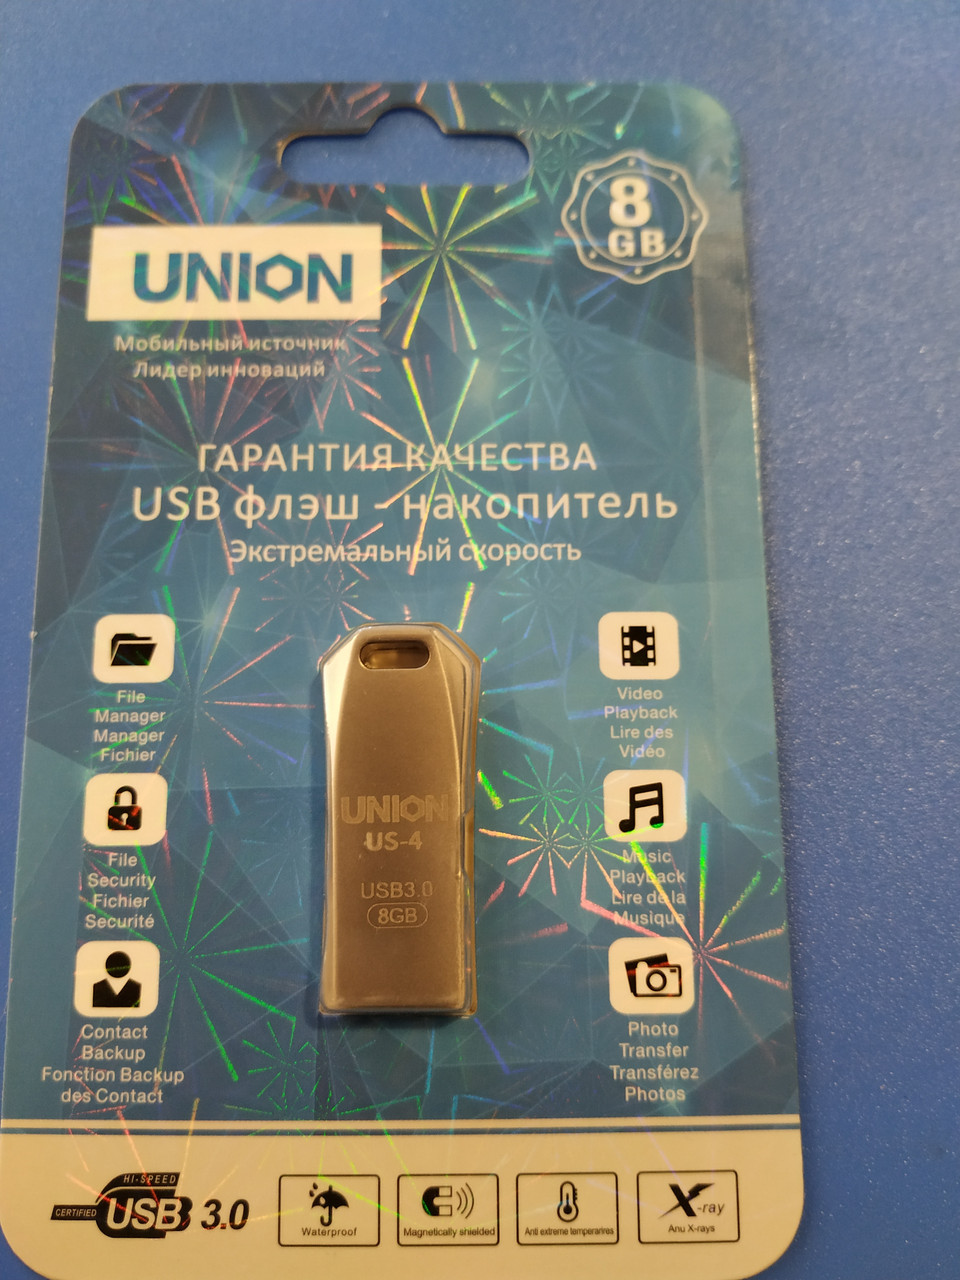 8
GB
UNION
Мобильный источник
Лидер инноваций
ГАРАНТИЯ КАЧЕСТВА
USB флэш - накопитель
Экстремальный скорость
File
Manager
Manager
Fichier
Video
Playback
Lire des
Vidéo
File
Security
Fichier
Securité
Music
Playback
Lire de la
Musique
Contact
Backup
Fonction Backup
des Contact
Photo
Transfer
Transférez
Photos
UNION
US-4
USB3.0
8GB
HI-SPEED
CERTIFIED
USB 3.0
Waterproof
Magnetically shielded
Anti extreme temperarires
X-ray
Anu X-rays